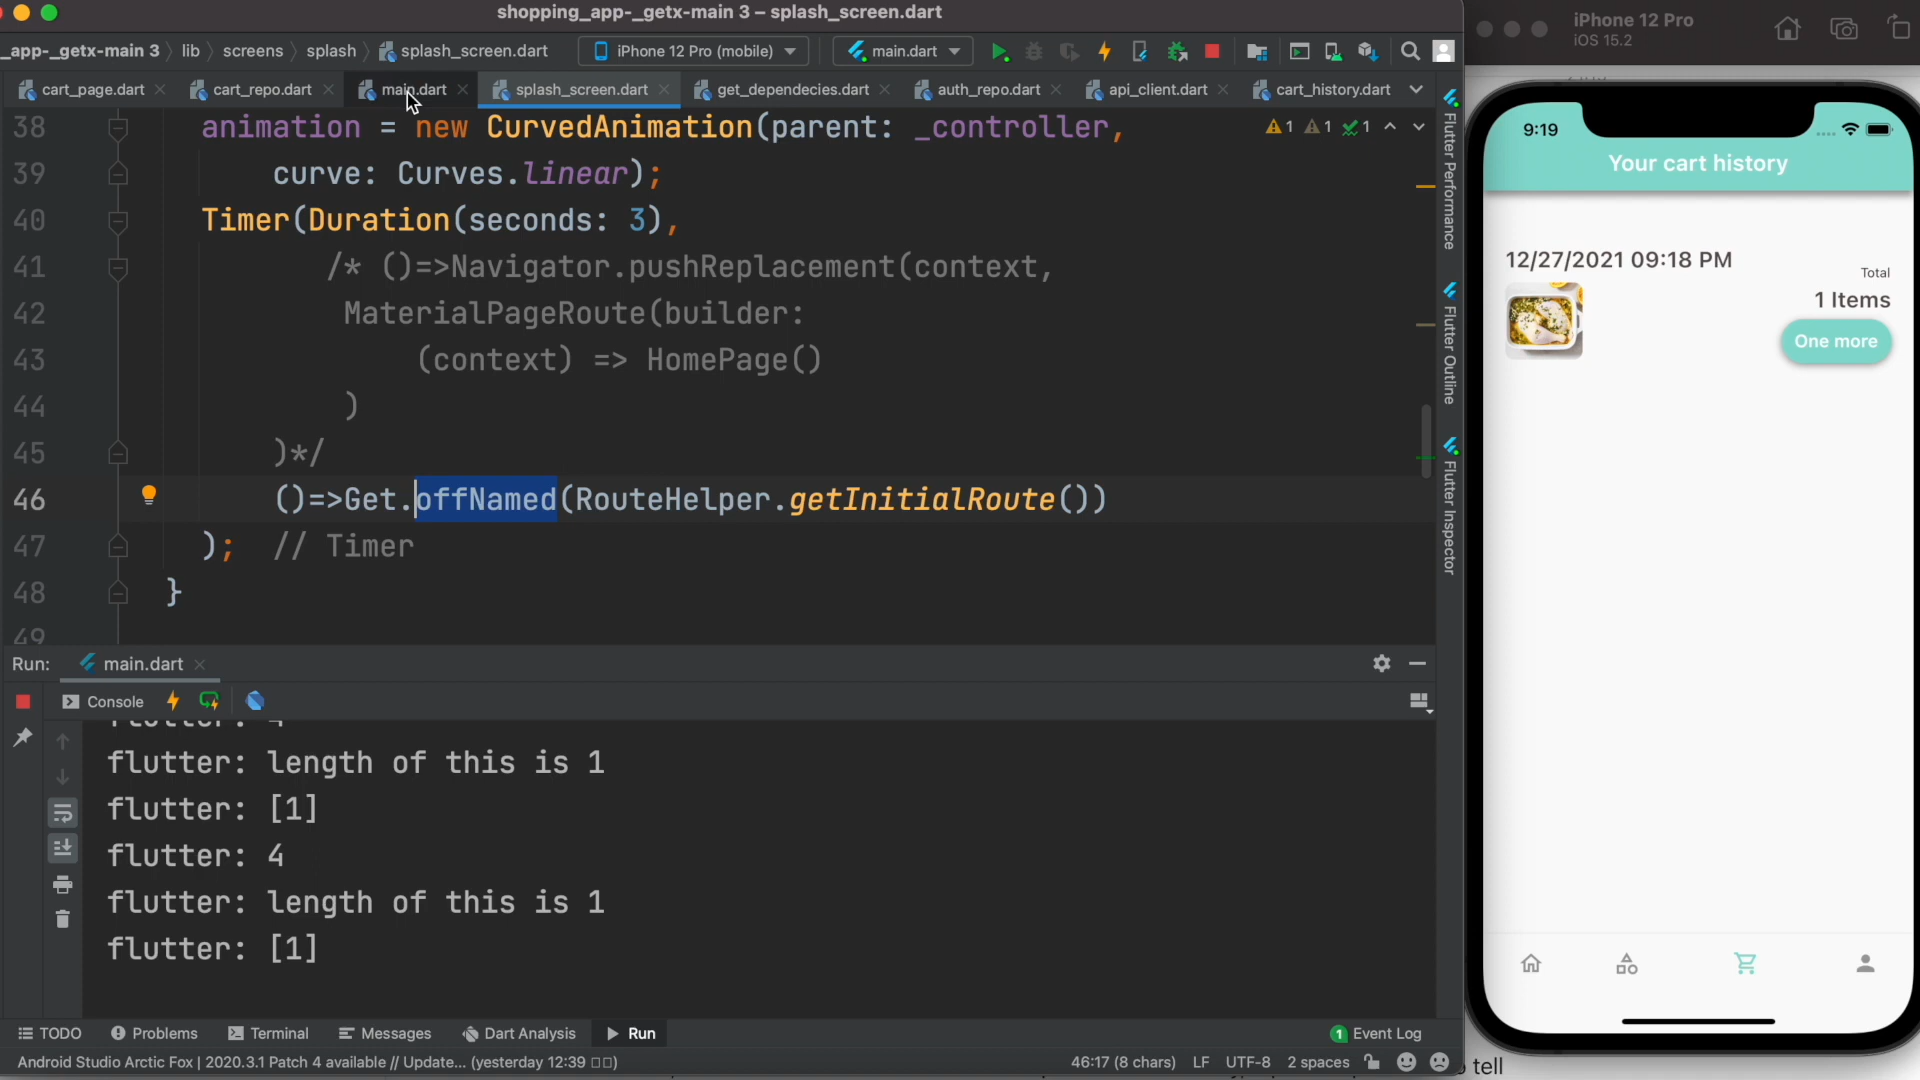 shopping_app-_getx-main 3 – splash_screen.dart
_app-_getx-main 3 lib screens splash splash_screen.dart iPhone 12 Pro (mobile) main.dart
cart_page.dart cart_repo.dart main.dart splash_screen.dart get_dependecies.dart auth_repo.dart api_client.dart cart_history.dart
38 animation = new CurvedAnimation(parent: _controller, 1 1 1
39 curve: Curves.linear);
40 Timer(Duration(seconds: 3),
41 /* ()=>Navigator.pushReplacement(context,
42 MaterialPageRoute(builder:
43 (context) => HomePage()
44 )
45 )*/
46 ()=>Get.offNamed(RouteHelper.getInitialRoute())
47 ); // Timer
48 }
49
Flutter Performance
Flutter Outline
Flutter Inspector
Run: main.dart
Console
flutter: 4
flutter: length of this is 1
flutter: [1]
flutter: 4
flutter: length of this is 1
flutter: [1]
TODO Problems Terminal Messages Dart Analysis Run 1 Event Log
Android Studio Arctic Fox | 2020.3.1 Patch 4 available // Update... (yesterday 12:39) 46:17 (8 chars) LF UTF-8 2 spaces
iPhone 12 Pro
iOS 15.2
9:19
Your cart history
12/27/2021 09:18 PM
Total
1 Items
One more
tell